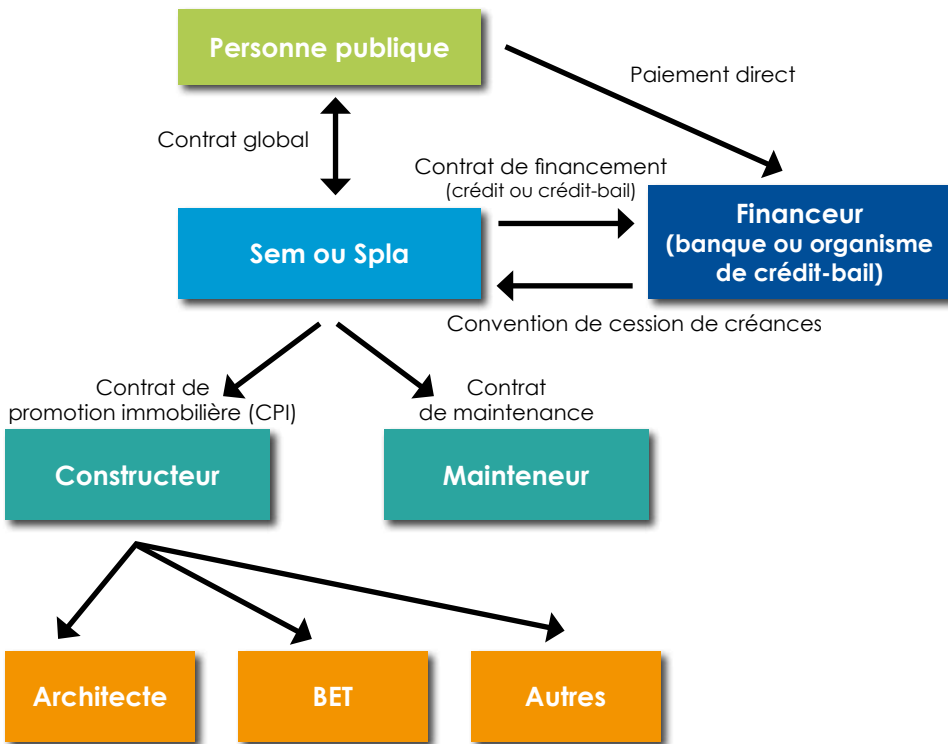 Personne publique
Paiement direct
Contrat global
Contrat de financement
(crédit ou crédit-bail)
Sem ou Spla
Financeur
(banque ou organisme
de crédit-bail)
Convention de cession de créances
Contrat de
promotion immobilière (CPI)
Contrat
de maintenance
Constructeur
Mainteneur
Architecte
BET
Autres